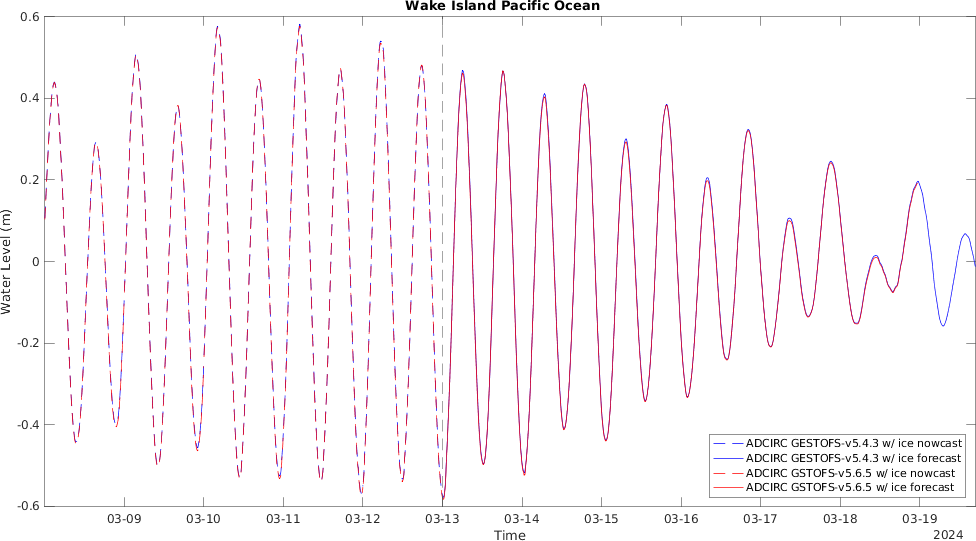 Wake Island Pacific Ocean
Water Level (m)
0.6
0.4
0.2
0
-0.2
-0.4
-0.6
ADCIRC GESTOFS-v5.4.3 w/ ice nowcast
ADCIRC GESTOFS-v5.4.3 w/ ice forecast
ADCIRC GSTOFS-v5.6.5 w/ ice nowcast
ADCIRC GSTOFS-v5.6.5 w/ ice forecast
03-09 03-10 03-11 03-12 03-13 03-14 03-15 03-16 03-17 03-18 03-19
Time 2024